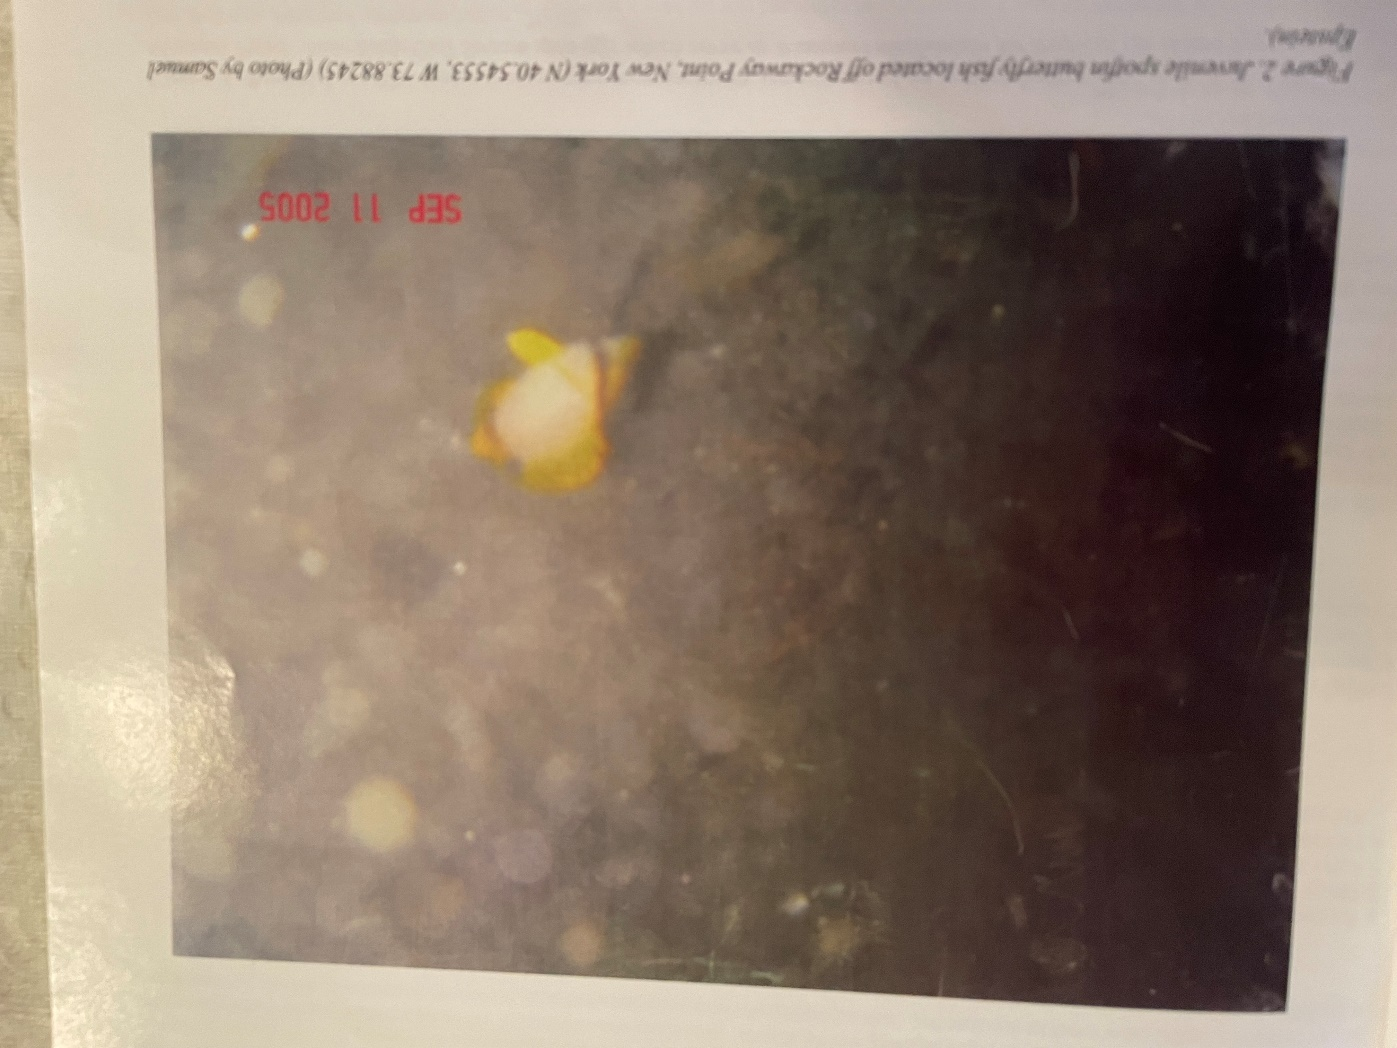 SEP 11 2005
Figure 2. Juvenile spotfin butterfly fish located off Rockaway Point, New York (N 40.54553, W 73.88245) (Photo by Samuel
Epstein).